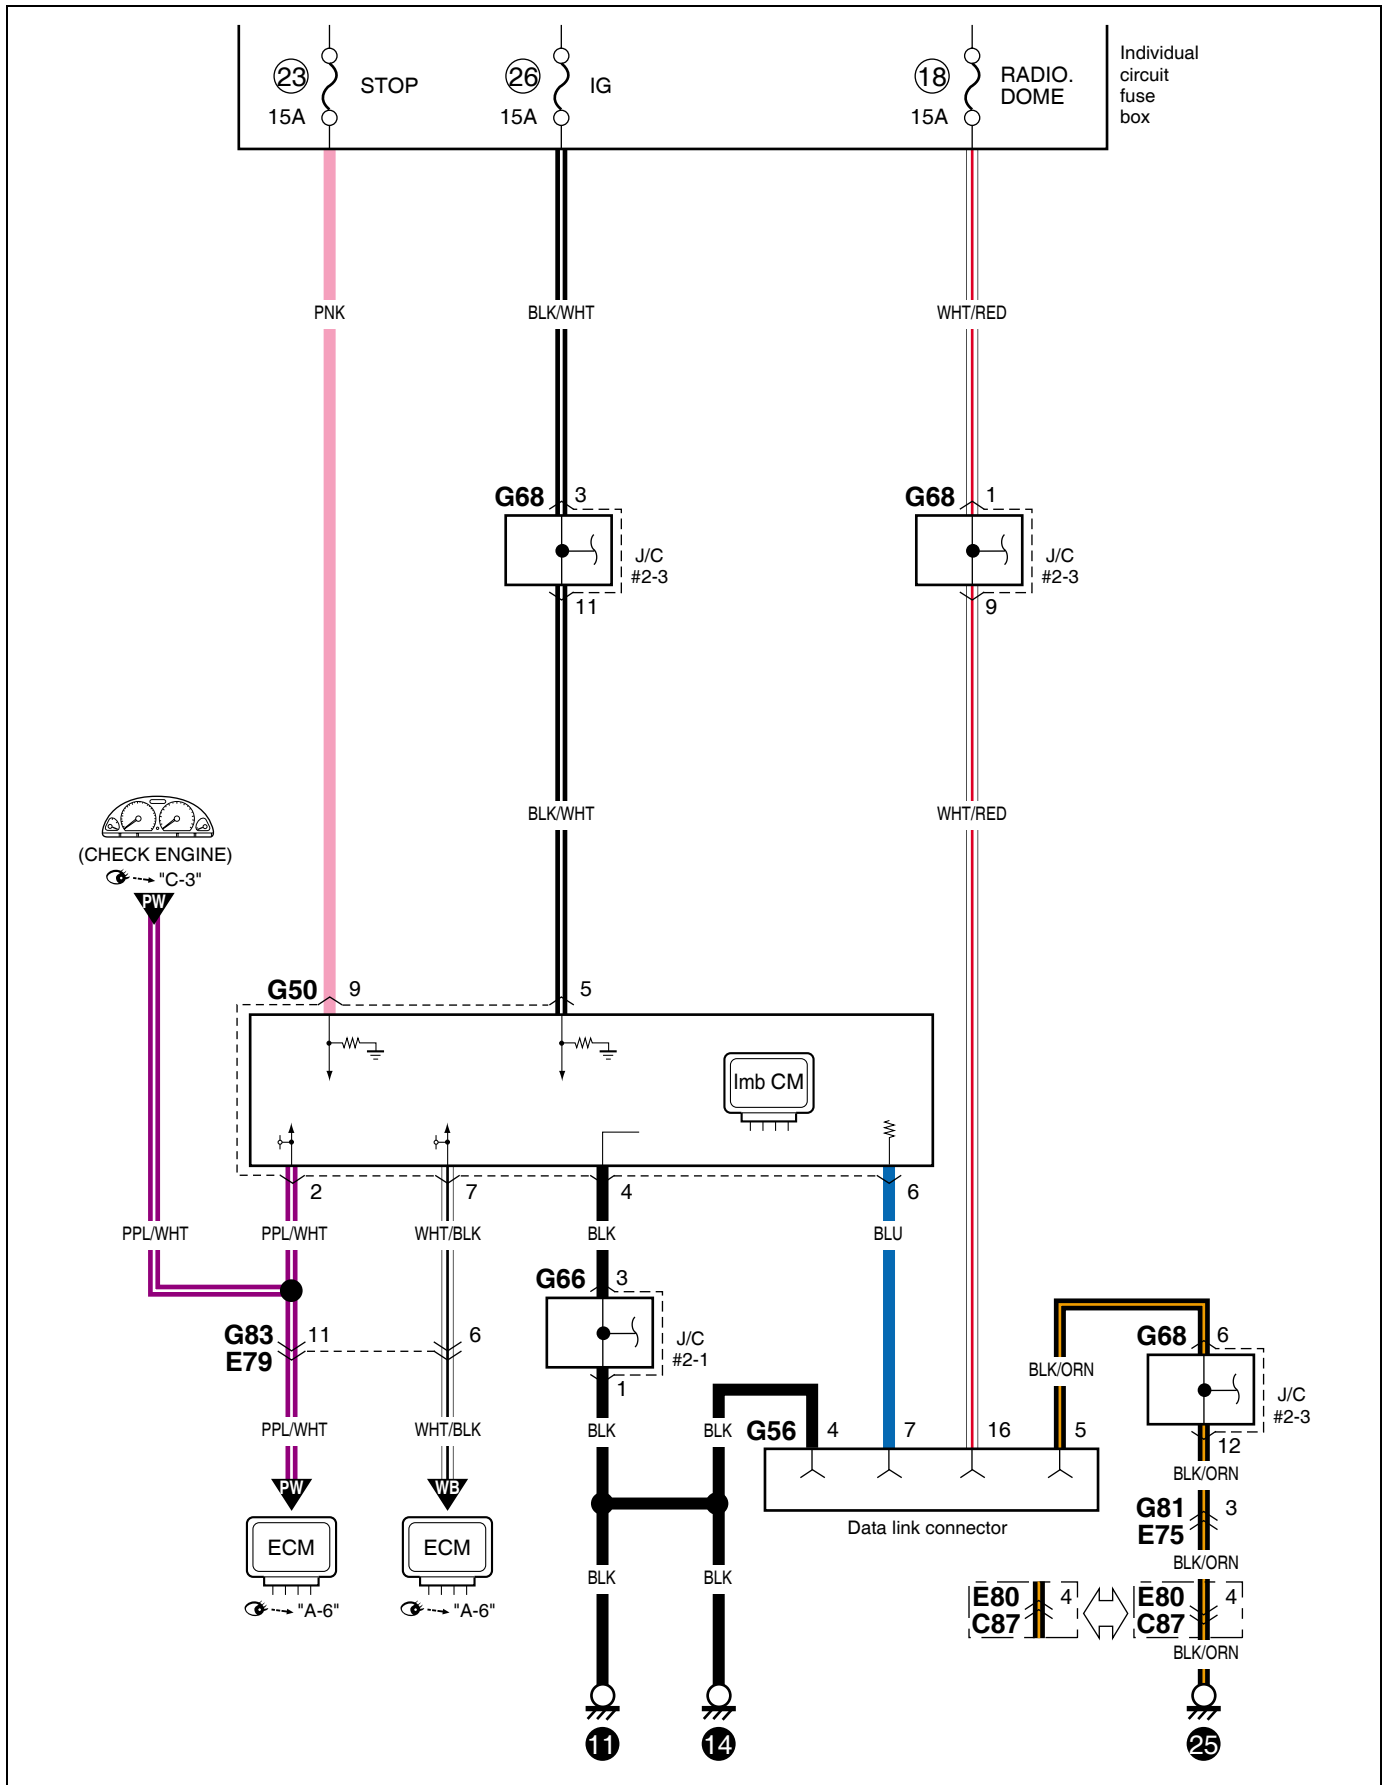 23
STOP
15A
26
IG
15A
18
RADIO.
DOME
15A
Individual
circuit
fuse
box
PNK
BLK/WHT
WHT/RED
G68
3
J/C
#2-3
11
G68
1
J/C
#2-3
9
BLK/WHT
WHT/RED
(CHECK ENGINE)
"C-3"
PW
G50
9
5
Imb CM
2
7
4
6
PPL/WHT
PPL/WHT
WHT/BLK
BLK
BLU
G66
3
J/C
#2-1
1
G83
E79
11
6
BLK/ORN
G68
6
J/C
#2-3
12
PPL/WHT
WHT/BLK
BLK
BLK
G56
4
7
16
5
Data link connector
BLK/ORN
G81
E75
3
BLK/ORN
PW
WB
ECM
ECM
"A-6"
"A-6"
BLK
BLK
E80
C87
4
E80
C87
4
BLK/ORN
11
14
25